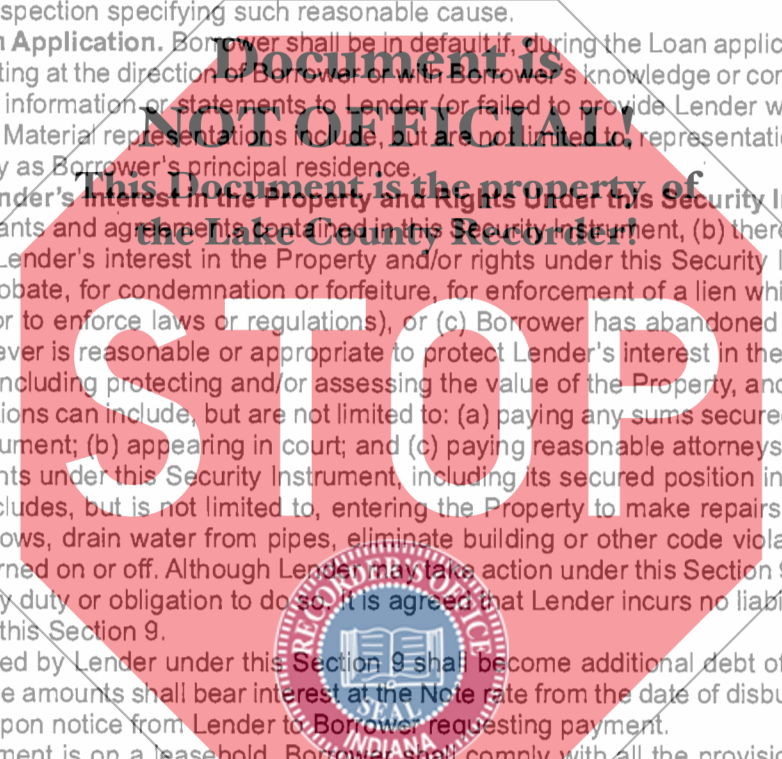 spection specifying such reasonable cause.
n Application. Borrower shall be in default if, during the Loan applic
Document is
ting at the direction of Borrower or with Borrower's knowledge or con
information or statements to Lender (or failed to provide Lender w
NOT OFFICIAL!
Material representations include, but are not limited to, representati
y as Borrower's principal residence.
This Document is the property of
nder's Interest in the Property and Rights Under this Security I
ants and agreements contained in this Security Instrument, (b) there
the Lake County Recorder!
Lender's interest in the Property and/or rights under this Security I
obate, for condemnation or forfeiture, for enforcement of a lien whi
or to enforce laws or regulations), or (c) Borrower has abandoned
ever is reasonable or appropriate to protect Lender's interest in the
ncluding protecting and/or assessing the value of the Property, and
STOP
ions can include, but are not limited to: (a) paying any sums secure
ument; (b) appearing in court; and (c) paying reasonable attorneys
nts under this Security Instrument, including its secured position in
cludes, but is not limited to, entering the Property to make repairs
ows, drain water from pipes, eliminate building or other code viola
rned on or off. Although Lender may take action under this Section 9
y duty or obligation to do so. It is agreed that Lender incurs no liabi
this Section 9.
RECORDER'S OFFICE
SEAL
INDIANA
ed by Lender under this Section 9 shall become additional debt of
e amounts shall bear interest at the Note rate from the date of disb
pon notice from Lender to Borrower requesting payment.
ment is on a leasehold, Borrower shall comply with all the provisi